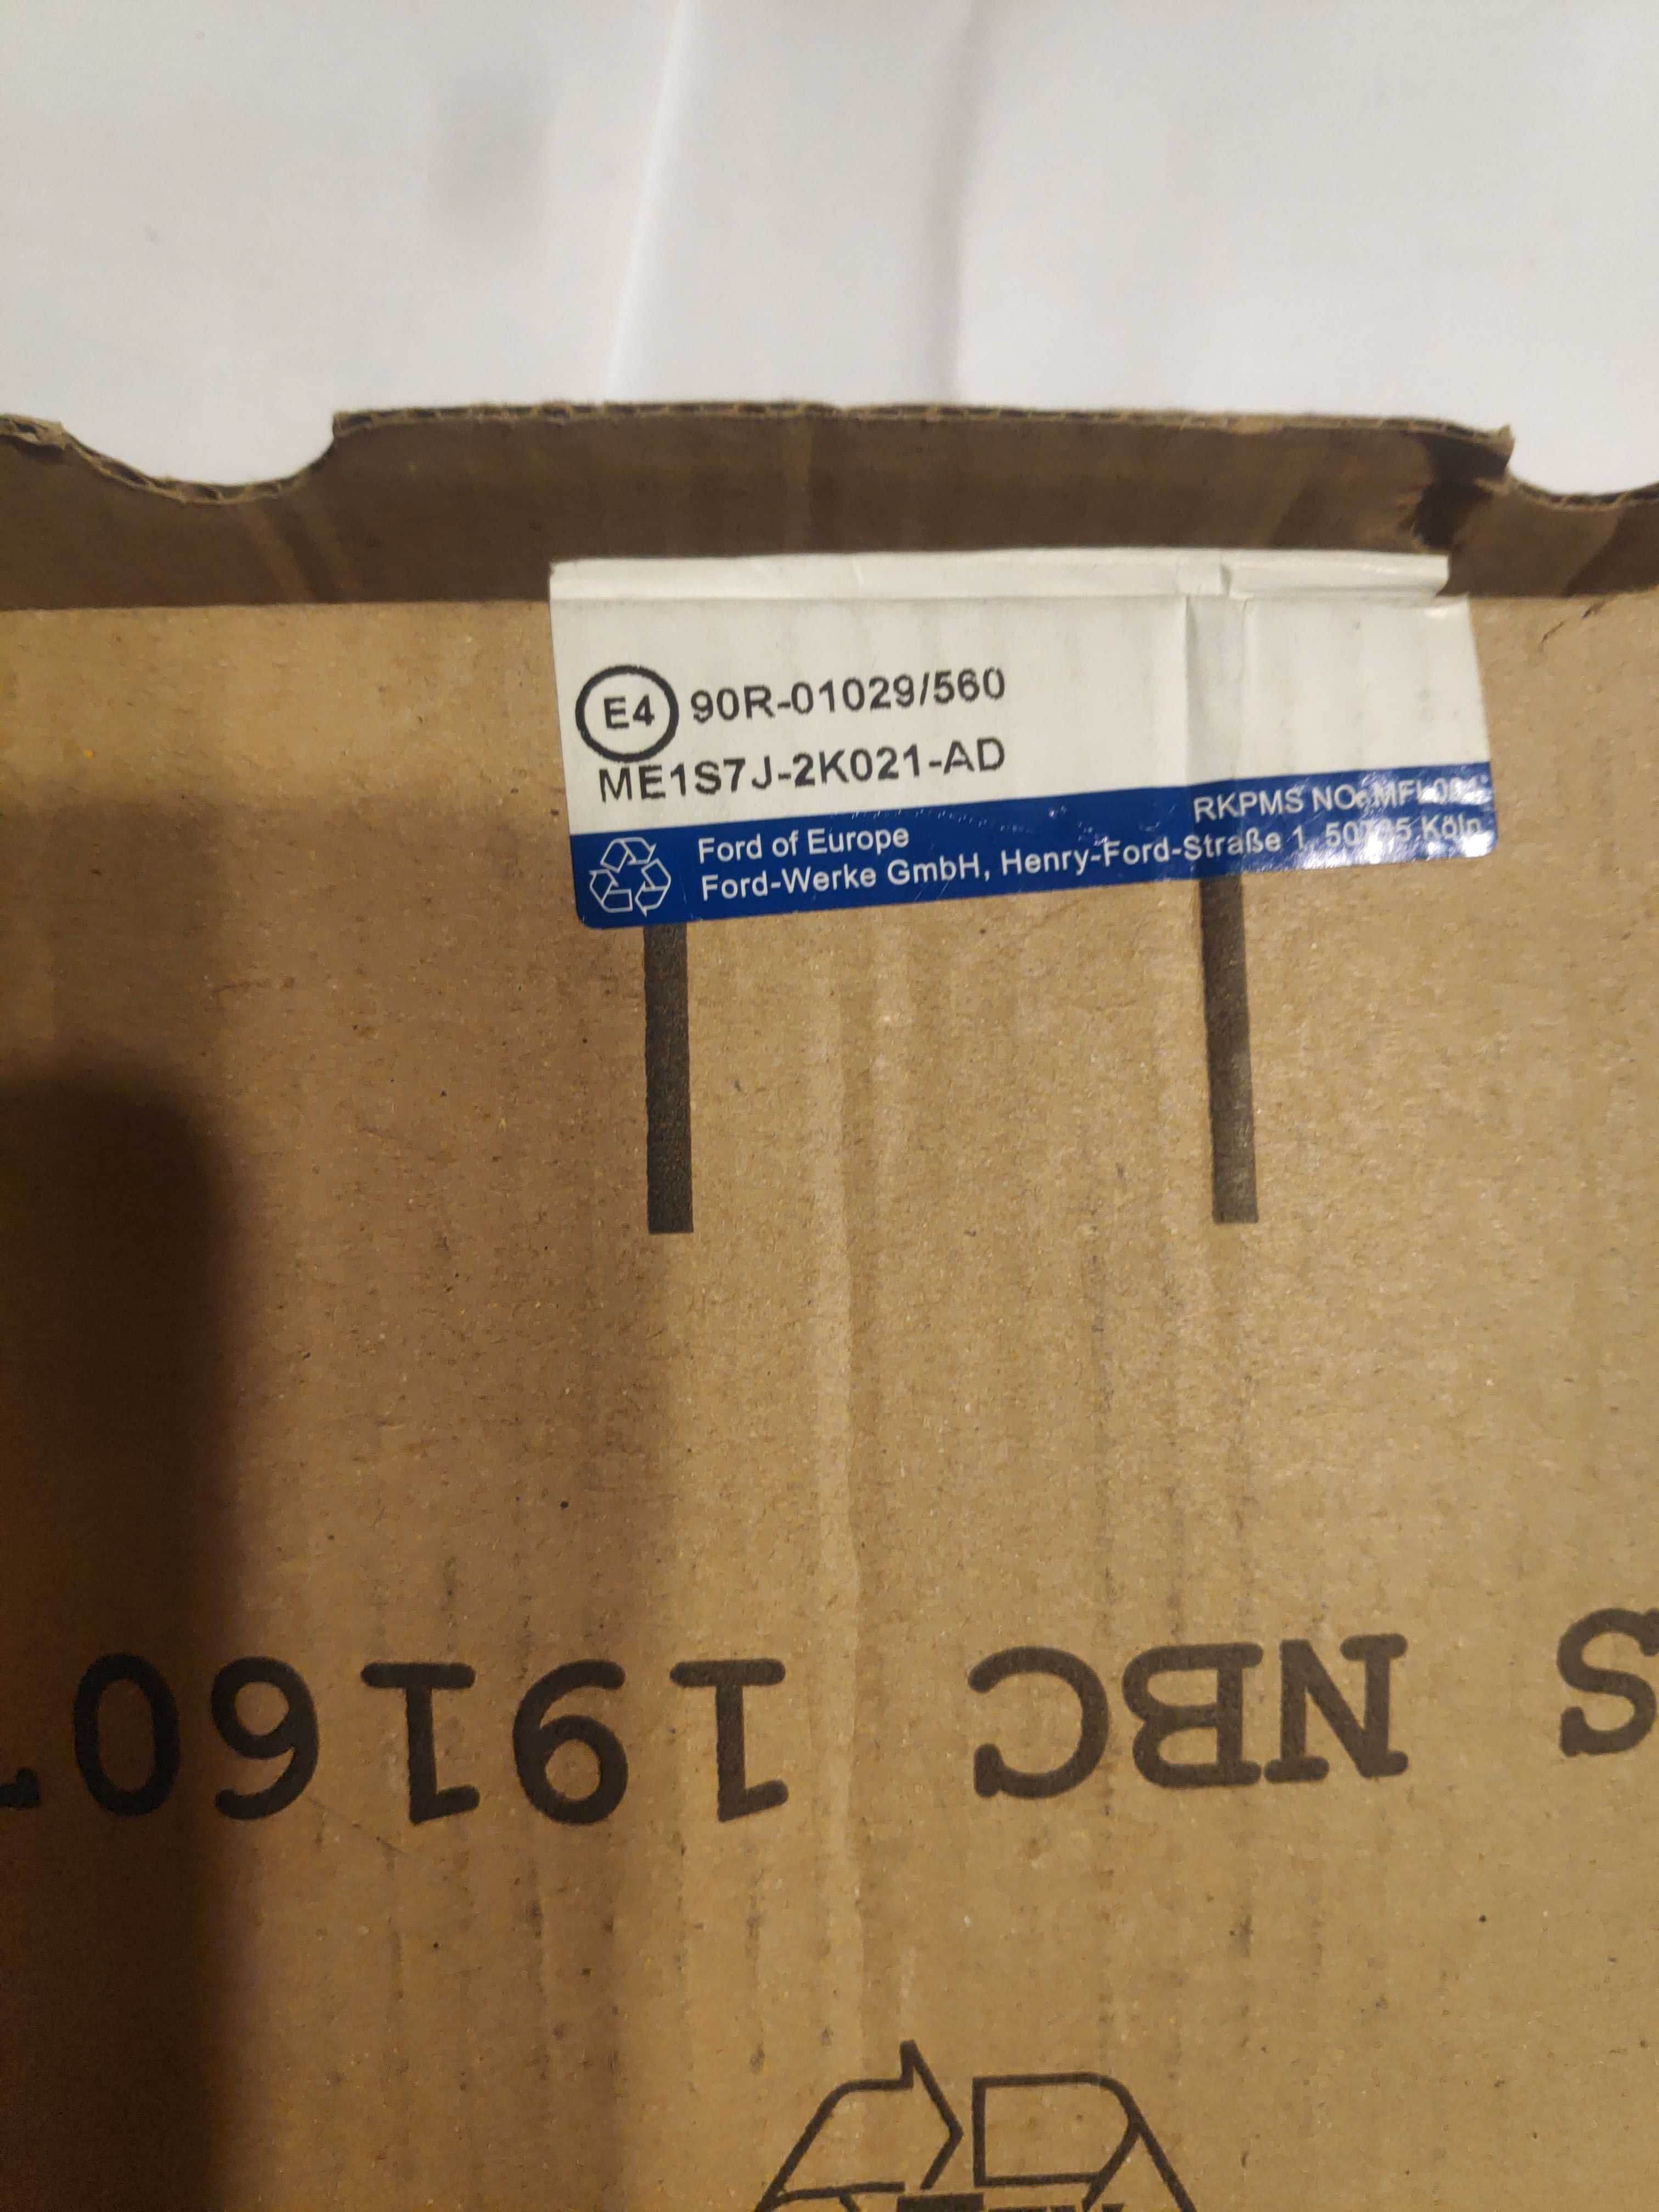 E4 90R-01029/560
ME1S7J-2K021-AD
RKPMS NO:
Ford of Europe
Ford-Werke GmbH, Henry-Ford-Straße 1, Köln
S NBC 19160